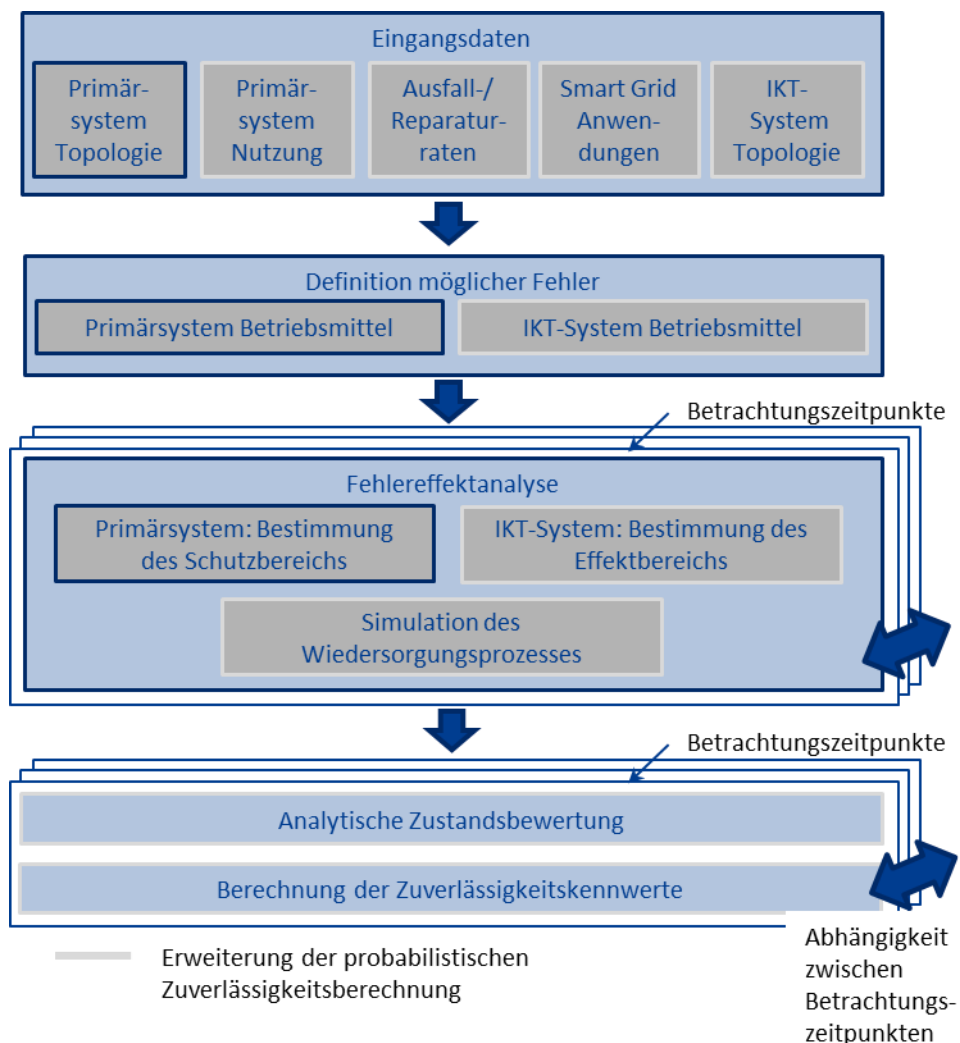 Eingangsdaten
Primär-
system
Topologie
Primär-
system
Nutzung
Ausfall-/
Reparatur-
raten
Smart Grid
Anwen-
dungen
IKT-
System
Topologie
Definition möglicher Fehler
Primärsystem Betriebsmittel
IKT-System Betriebsmittel
Betrachtungszeitpunkte
Fehlereffektanalyse
Primärsystem: Bestimmung
des Schutzbereichs
IKT-System: Bestimmung des
Effektbereichs
Simulation des
Wiedersorgungsprozesses
Betrachtungszeitpunkte
Analytische Zustandsbewertung
Berechnung der Zuverlässigkeitskennwerte
Erweiterung der probabilistischen
Zuverlässigkeitsberechnung
Abhängigkeit
zwischen
Betrachtungs-
zeitpunkten